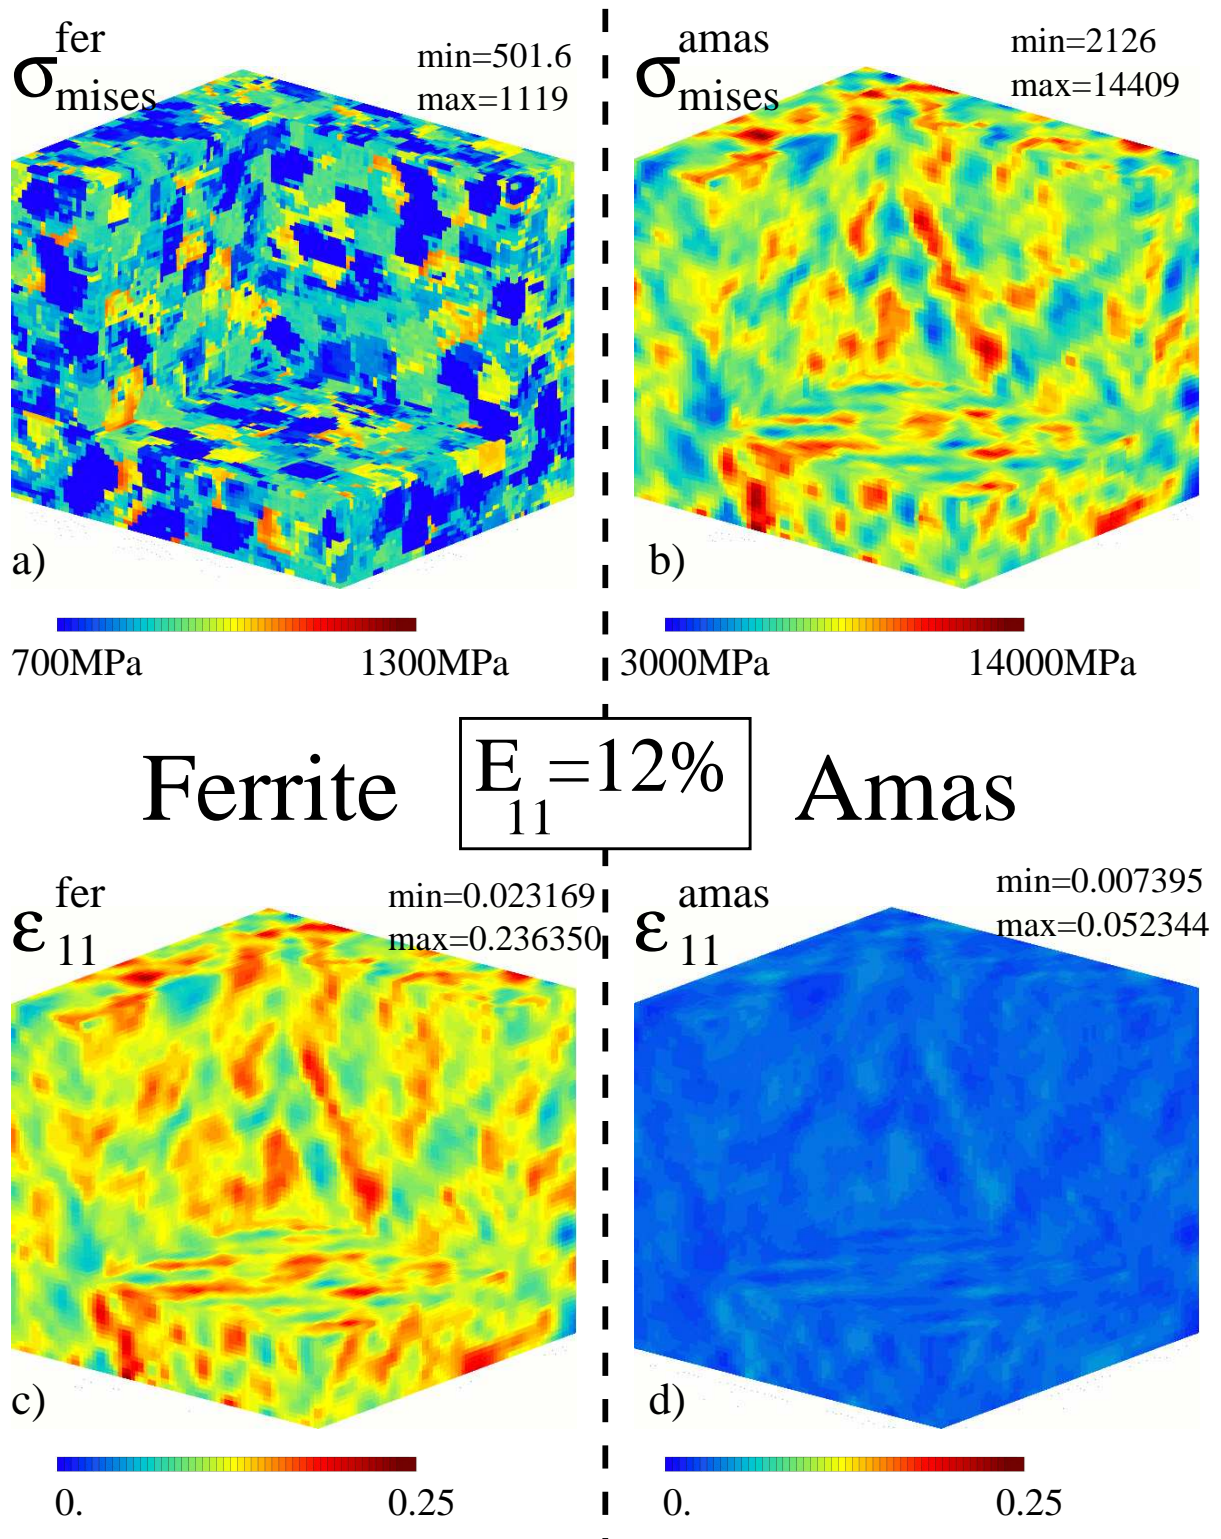 σ fer mises
min=501.6
max=1119
a)
700MPa 1300MPa
σ amas mises
min=2126
max=14409
b)
3000MPa 14000MPa
Ferrite E11=12% Amas
ε fer 11
min=0.023169
max=0.236350
c)
0. 0.25
ε amas 11
min=0.007395
max=0.052344
d)
0. 0.25